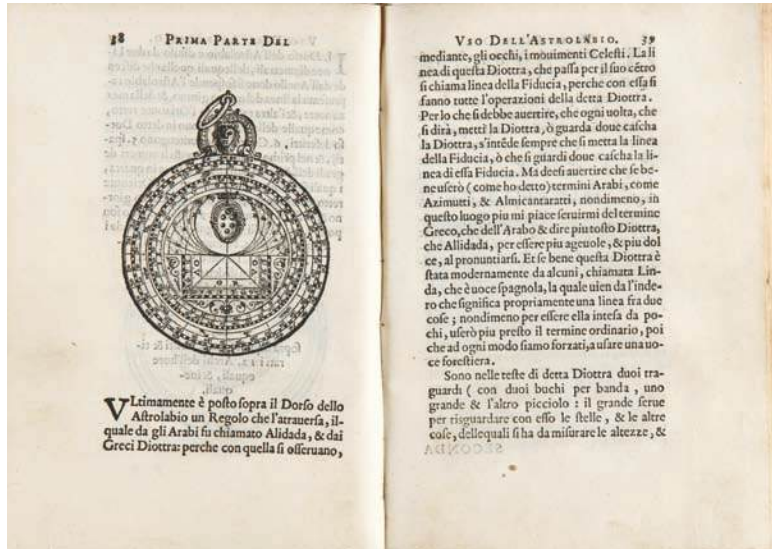 38 PRIMA PARTE DEL
VLtimamente è posto sopra il Dorso dello
Astrolabio un Regolo che l'atrauersa, il-
quale da gli Arabi fu chiamato Alidada, & dai
Greci Diottra: perche con quella si osseruano,
VSO DELL'ASTROLABIO. 39
mediante, gli occhi, i mouimenti Celesti. La li
nea di questa Diottra, che passa per il suo cẽtro
si chiama linea della Fiducia, perche con essa si
fanno tutte l'operazioni della detta Diottra.
Per lo che si debbe auertire, che ogni uolta, che
si dirà, metti la Diottra, ò guarda doue cascha
la Diottra, s'intẽde sempre che si metta la linea
della Fiducia, ò che si guardi doue cascha la li-
nea di essa Fiducia. Ma deesi auertire che se be-
ne userò (come ho detto) termini Arabi, come
Azimutti, & Almicantaratti, nondimeno, in
questo luogo piu mi piace seruirmi del termine
Greco, che dell'Arabo & dire piu tosto Diottra,
che Allidada, per essere piu ageuole, & piu dol
ce, al pronuntiarsi. Et se bene questa Diottra è
stata modernamente da alcuni, chiamata Lin-
da, che è uoce spagnola, la quale uien da l'inde-
ro che significa propriamente una linea fra due
cose; nondimeno per essere ella intesa da po-
chi, userò piu presto il termine ordinario, poi
che ad ogni modo siamo forzati, a usare una uo-
ce forestiera.
Sono nelle teste di detta Diottra duoi tra-
guardi (con duoi buchi per banda, uno
grande & l'altro picciolo: il grande serue
per risguardare con esso le stelle, & le altre
cose, delle quali si ha da misurare le altezze, &